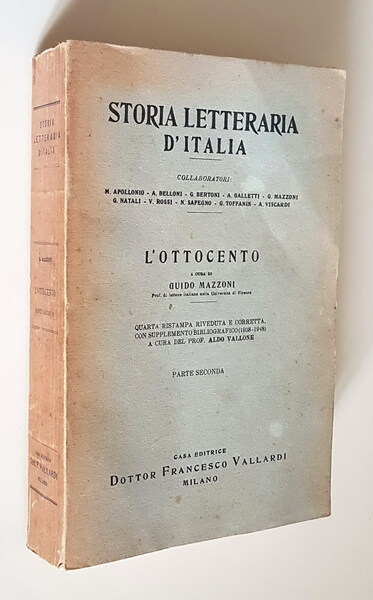 STORIA LETTERARIA
D'ITALIA
COLLABORATORI:
M. APOLLONIO - A. BELLONI - G. BERTONI - A. GALLETTI - G. MAZZONI
G. NATALI - V. ROSSI - N. SAPEGNO - G. TOFFANIN - A. VISCARDI
L'OTTOCENTO
A CURA DI
GUIDO MAZZONI
Prof. di lettere italiane nella Università di Firenze
QUARTA RISTAMPA RIVEDUTA E CORRETTA,
CON SUPPLEMENTO BIBLIOGRAFICO (1938-1948)
A CURA DEL PROF. ALDO VALLONE
PARTE SECONDA
CASA EDITRICE
DOTTOR FRANCESCO VALLARDI
MILANO
STORIA
LETTERARIA
D'ITALIA
G. MAZZONI
L'OTTOCENTO
VALLARDI
MILANO